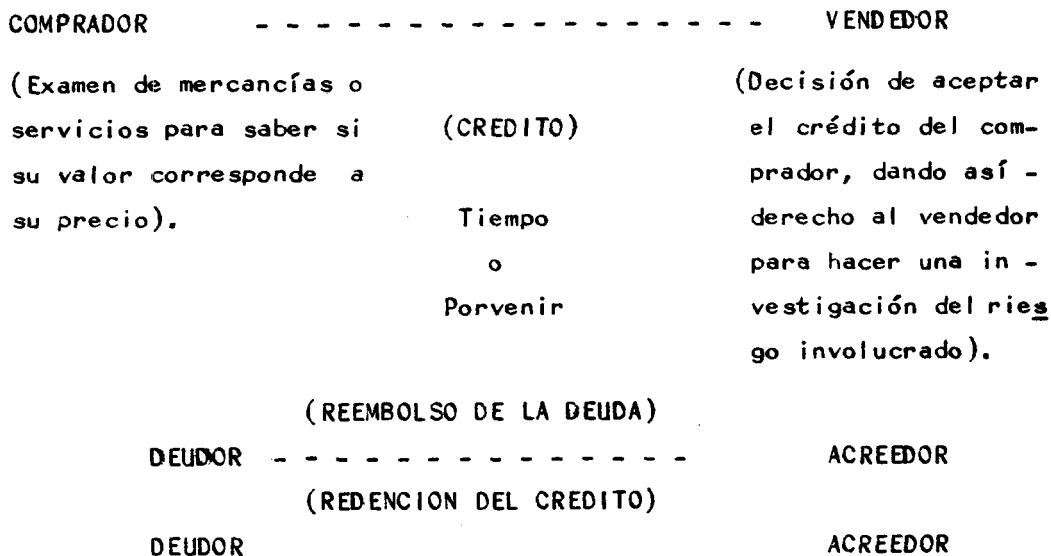 COMPRADOR - - - - - - - - - - - - - - - - - VENDEDOR
(Examen de mercancías o
servicios para saber si
su valor corresponde a
su precio).
(CREDITO)
Tiempo
o
Porvenir
(Decisión de aceptar
el crédito del com-
prador, dando así -
derecho al vendedor
para hacer una in -
vestigación del ries
go involucrado).
(REEMBOLSO DE LA DEUDA)
DEUDOR - - - - - - - - - - - - - - ACREEDOR
(REDENCION DEL CREDITO)
DEUDOR ACREEDOR